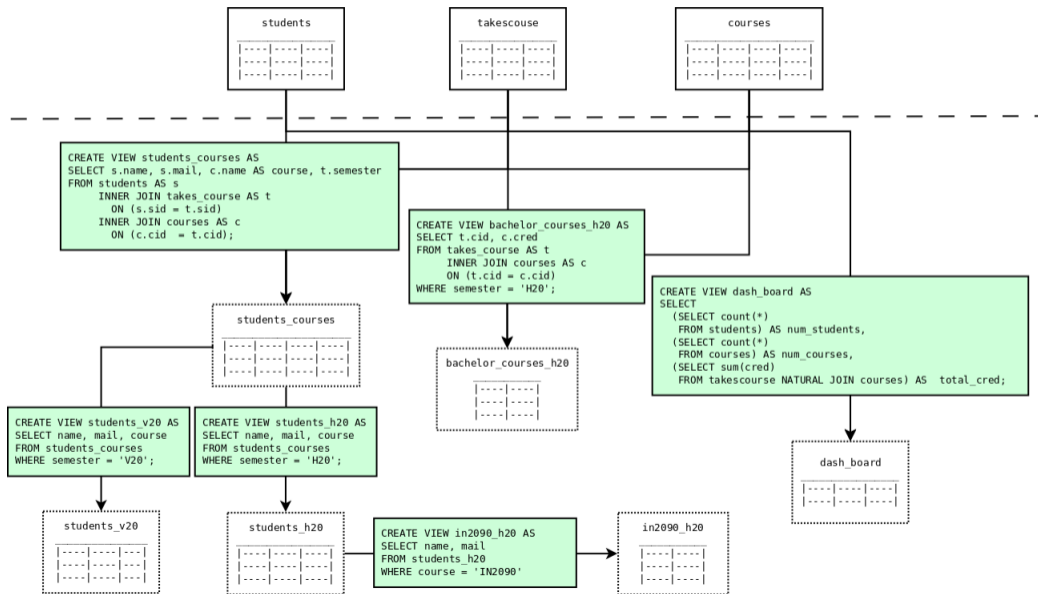 students
|----|----|----|
|----|----|----|
|----|----|----|
takescouse
|----|----|----|
|----|----|----|
|----|----|----|
courses
|----|----|----|
|----|----|----|
|----|----|----|
CREATE VIEW students_courses AS
SELECT s.name, s.mail, c.name AS course, t.semester
FROM students AS s
INNER JOIN takes_course AS t
ON (s.sid = t.sid)
INNER JOIN courses AS c
ON (c.cid  = t.cid);
CREATE VIEW bachelor_courses_h20 AS
SELECT t.cid, c.cred
FROM takes_course AS t
INNER JOIN courses AS c
ON (t.cid = c.cid)
WHERE semester = 'H20';
CREATE VIEW dash_board AS
SELECT
(SELECT count(*)
FROM students) AS num_students,
(SELECT count(*)
FROM courses) AS num_courses,
(SELECT sum(cred)
FROM takescourse NATURAL JOIN courses) AS  total_cred;
students_courses
|----|----|----|----|
|----|----|----|----|
|----|----|----|----|
bachelor_courses_h20
|----|----|
|----|----|
|----|----|
CREATE VIEW students_v20 AS
SELECT name, mail, course
FROM students_courses
WHERE semester = 'V20';
CREATE VIEW students_h20 AS
SELECT name, mail, course
FROM students_courses
WHERE semester = 'H20';
dash_board
|----|----|----|
|----|----|----|
students_v20
|----|----|---|
|----|----|---|
|----|----|---|
students_h20
|----|----|----|
|----|----|----|
|----|----|----|
CREATE VIEW in2090_h20 AS
SELECT name, mail
FROM students_h20
WHERE course = 'IN2090'
in2090_h20
|----|----|
|----|----|
|----|----|